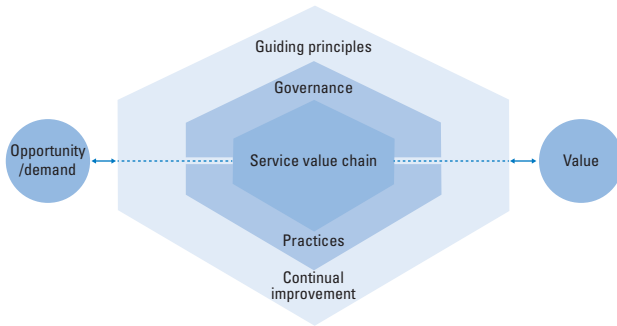 Guiding principles
Governance
Opportunity
/demand
Service value chain
Value
Practices
Continual
improvement